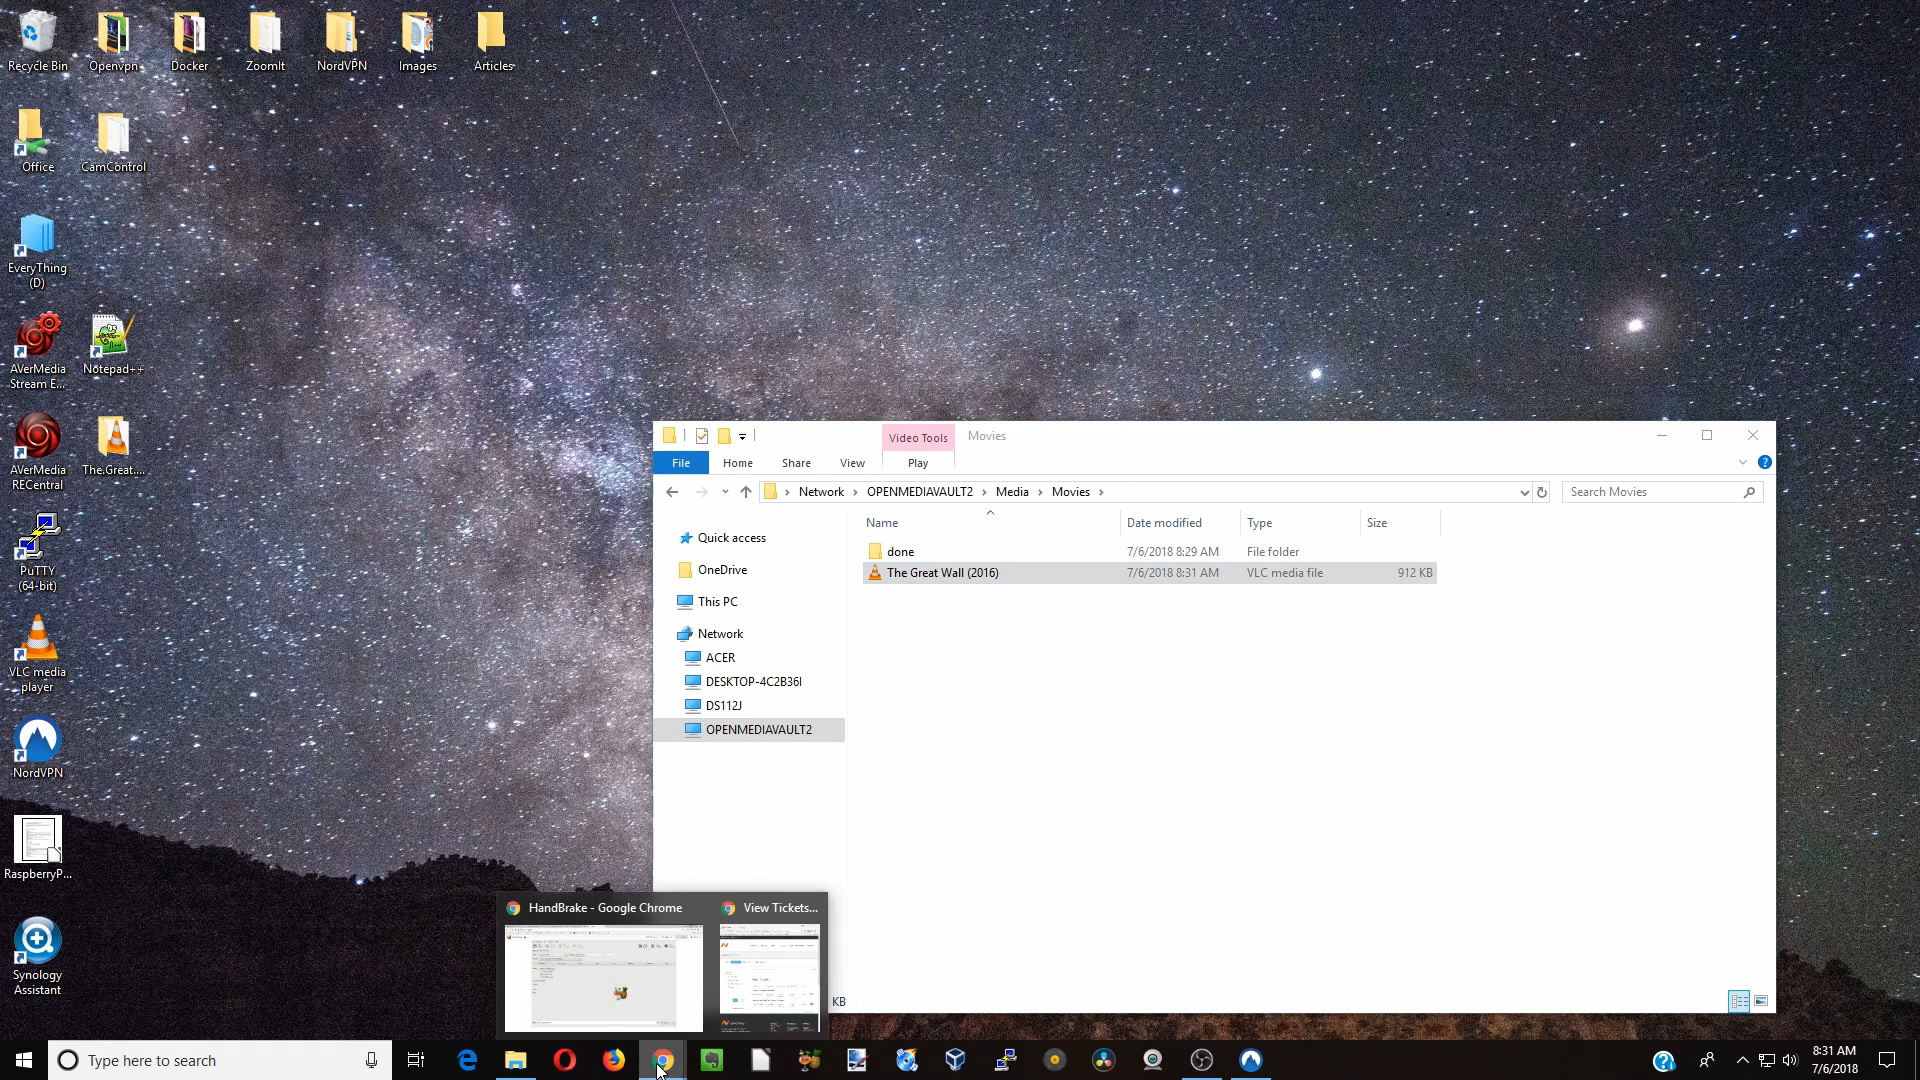 Recycle Bin
Openvpn
Docker
ZoomIt
NordVPN
Images
Articles
Office
CamControl
EveryThing
(D)
AVerMedia
Stream E...
Notepad++
AVerMedia
RECentral
The.Great....
PuTTY
(64-bit)
VLC media
player
NordVPN
RaspberryP...
Synology
Assistant
Video Tools
Movies
File
Home
Share
View
Play
Network
OPENMEDIAVAULT2
Media
Movies
Search Movies
Name
Date modified
Type
Size
done
7/6/2018 8:29 AM
File folder
The Great Wall (2016)
7/6/2018 8:31 AM
VLC media file
912 KB
Quick access
OneDrive
This PC
Network
ACER
DESKTOP-4C2B36I
DS112J
OPENMEDIAVAULT2
KB
HandBrake - Google Chrome
View Tickets...
Type here to search
8:31 AM
7/6/2018